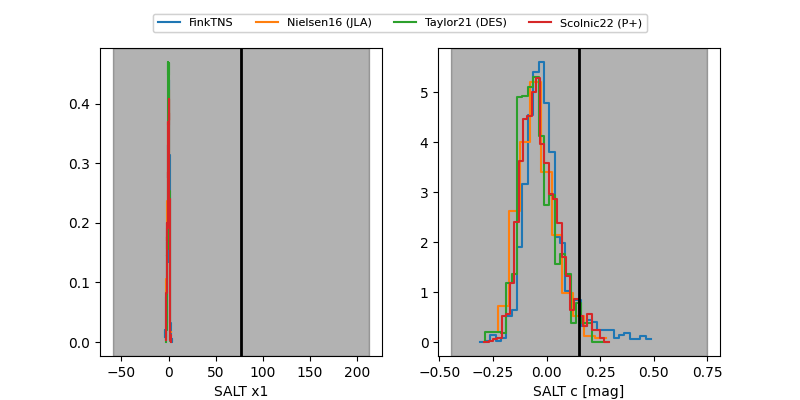 FinkTNS Nielsen16 (JLA) Taylor21 (DES) Scolnic22 (P+)
0.4
0.3
0.2
0.1
0.0
−50 0 50 100 150 200
SALT x1
5
4
3
2
1
0
−0.50 −0.25 0.00 0.25 0.50 0.75
SALT c [mag]